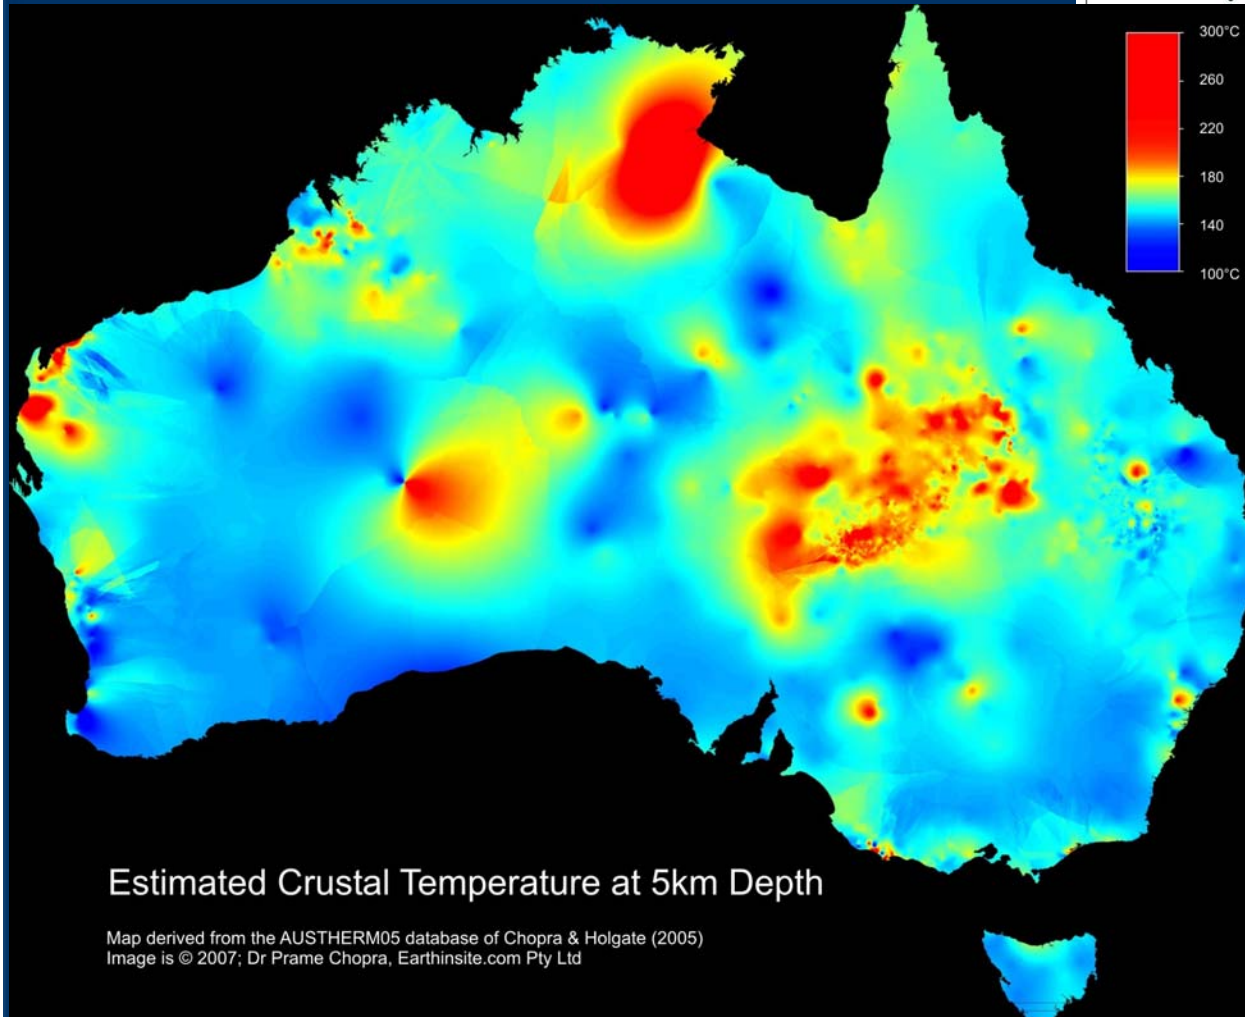 300°C
260
220
180
140
100°C
Estimated Crustal Temperature at 5km Depth
Map derived from the AUSTHERM05 database of Chopra & Holgate (2005)
Image is © 2007; Dr Prame Chopra, Earthinsite.com Pty Ltd